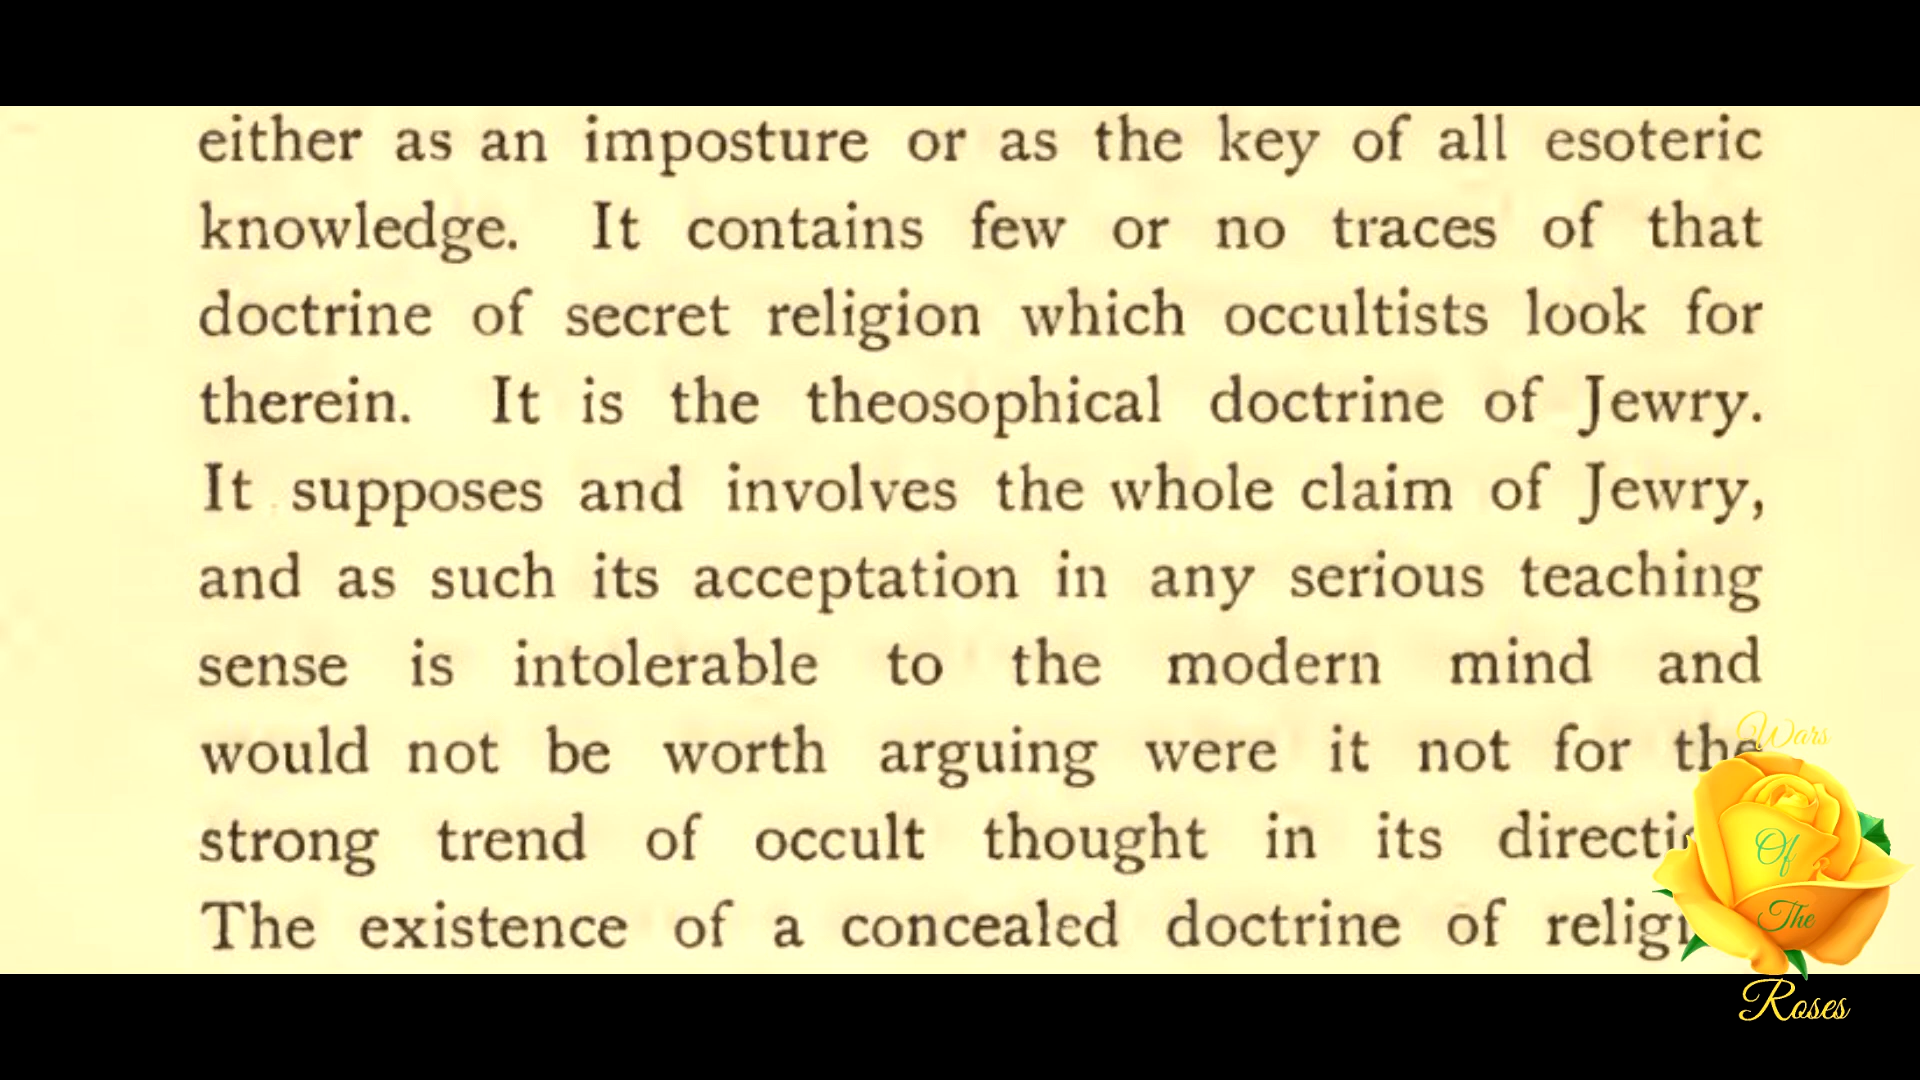 either as an imposture or as the key of all esoteric
knowledge. It contains few or no traces of that
doctrine of secret religion which occultists look for
therein. It is the theosophical doctrine of Jewry.
It supposes and involves the whole claim of Jewry,
and as such its acceptation in any serious teaching
sense is intolerable to the modern mind and
would not be worth arguing were it not for the
strong trend of occult thought in its
The existence of a concealed doctrine of
Wars
Of
The
Roses